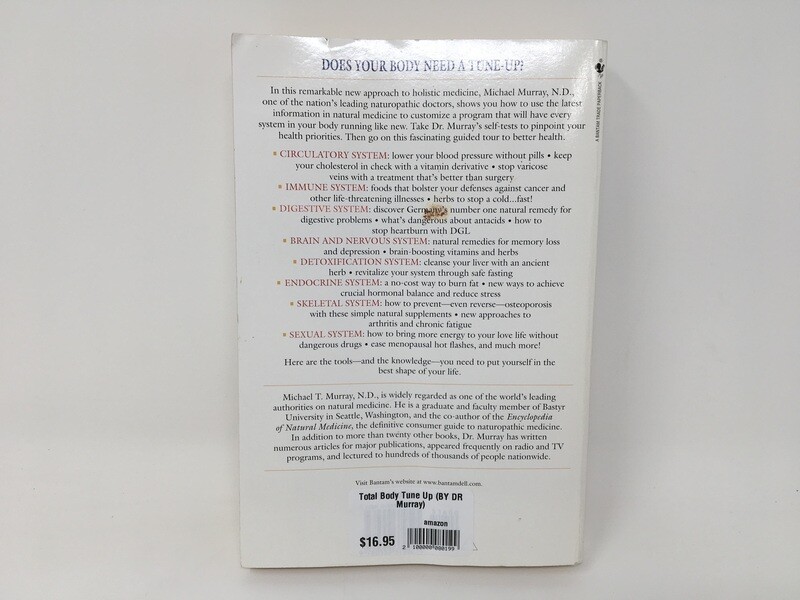 DOES YOUR BODY NEED A TUNE-UP?
In this remarkable new approach to holistic medicine, Michael Murray, N.D.,
one of the nation's leading naturopathic doctors, shows you how to use the latest
information in natural medicine to customize a program that will have every
system in your body running like new. Take Dr. Murray's self-tests to pinpoint your
health priorities. Then go on this fascinating guided tour to better health.
• CIRCULATORY SYSTEM: lower your blood pressure without pills • keep
your cholesterol in check with a vitamin derivative • stop varicose
veins with a treatment that's better than surgery
• IMMUNE SYSTEM: foods that bolster your defenses against cancer and
other life-threatening illnesses • herbs to stop a cold...fast!
• DIGESTIVE SYSTEM: discover Germany's number one natural remedy for
digestive problems • what's dangerous about antacids • how to
stop heartburn with DGL
• BRAIN AND NERVOUS SYSTEM: natural remedies for memory loss
and depression • brain-boosting vitamins and herbs
• DETOXIFICATION SYSTEM: cleanse your liver with an ancient
herb • revitalize your system through safe fasting
• ENDOCRINE SYSTEM: a no-cost way to burn fat • new ways to achieve
crucial hormonal balance and reduce stress
• SKELETAL SYSTEM: how to prevent—even reverse—osteoporosis
with these simple natural supplements • new approaches to
arthritis and chronic fatigue
• SEXUAL SYSTEM: how to bring more energy to your love life without
dangerous drugs • ease menopausal hot flashes, and much more!
Here are the tools—and the knowledge—you need to put yourself in the
best shape of your life.
Michael T. Murray, N.D., is widely regarded as one of the world's leading
authorities on natural medicine. He is a graduate and faculty member of Bastyr
University in Seattle, Washington, and the co-author of the Encyclopedia
of Natural Medicine, the definitive consumer guide to naturopathic medicine.
In addition to more than twenty other books, Dr. Murray has written
numerous articles for major publications, appeared frequently on radio and TV
programs, and lectured to hundreds of thousands of people nationwide.
Visit Bantam's website at www.bantamdell.com.
Total Body Tune Up (BY DR
Murray)
amazon
$16.95
2 100000 000199
A BANTAM TRADE PAPERBACK